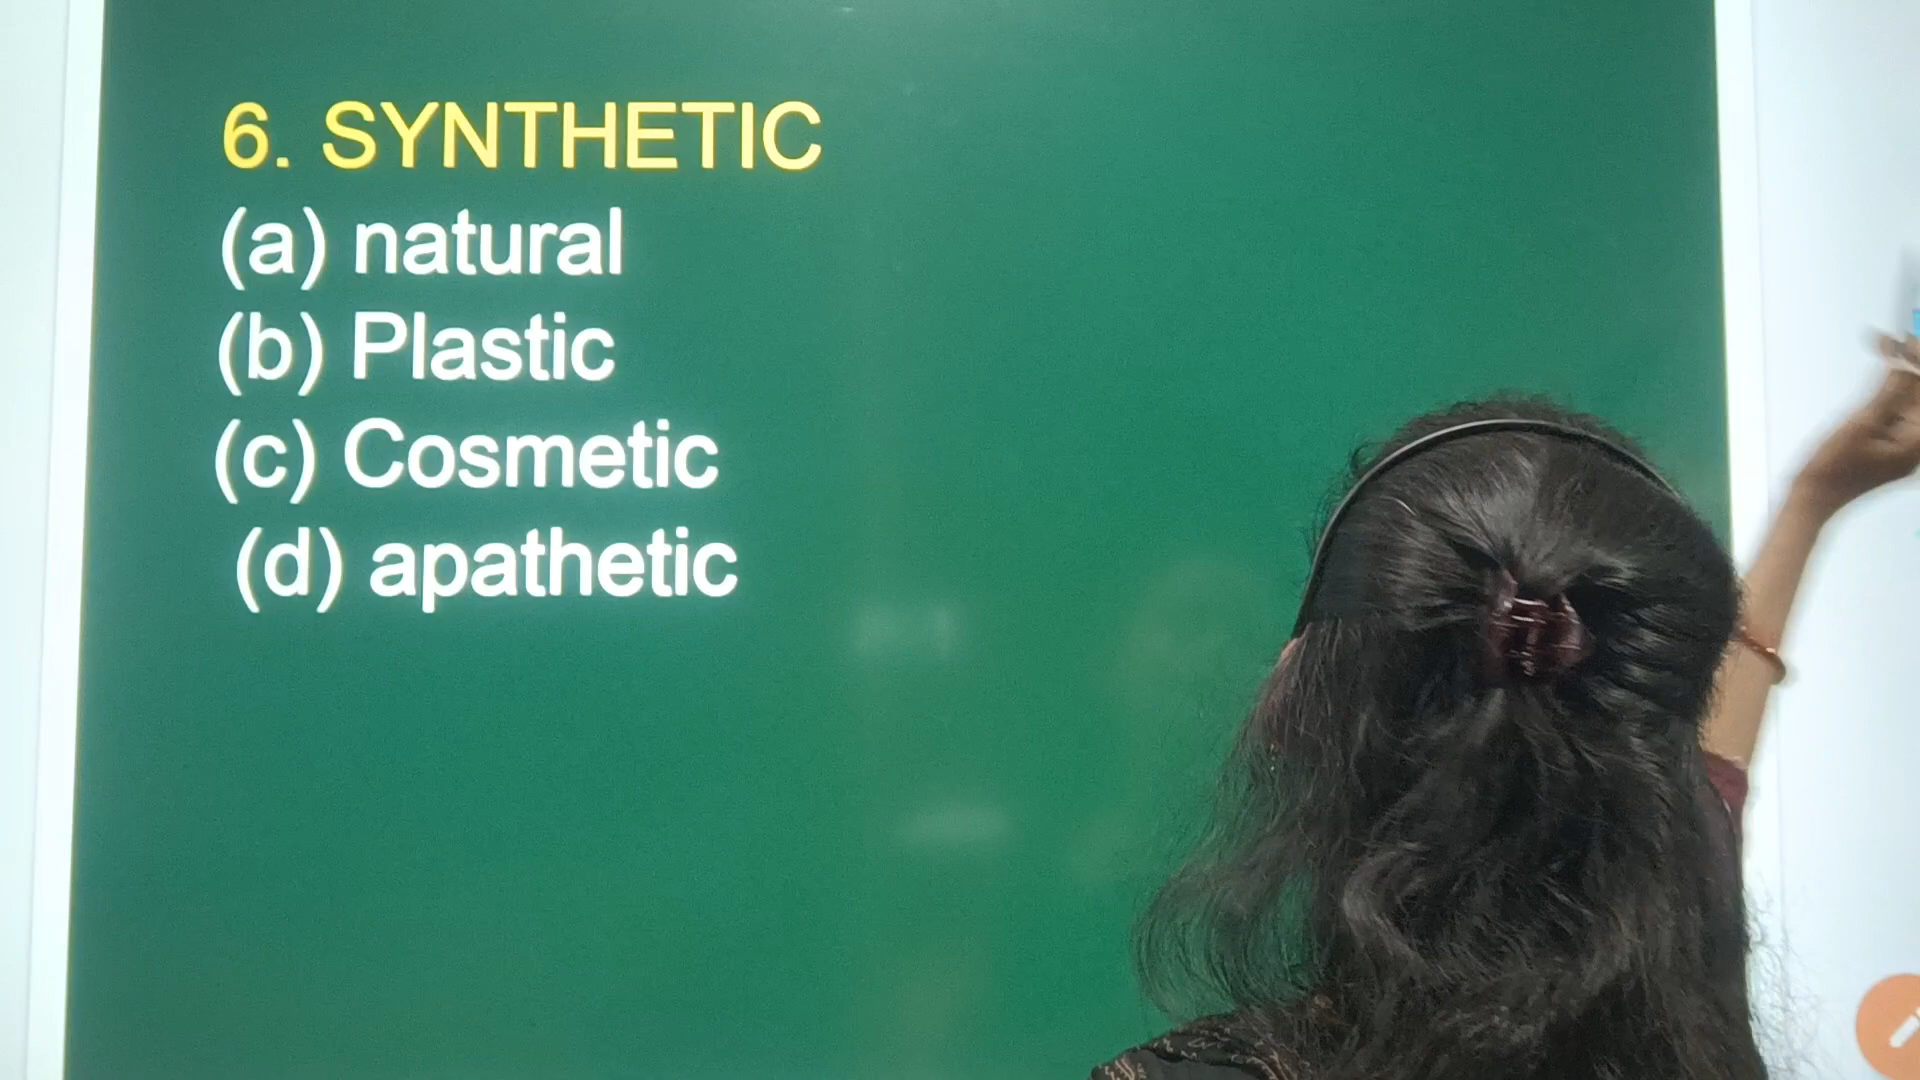 6. SYNTHETIC
(a) natural
(b) Plastic
(c) Cosmetic
(d) apathetic